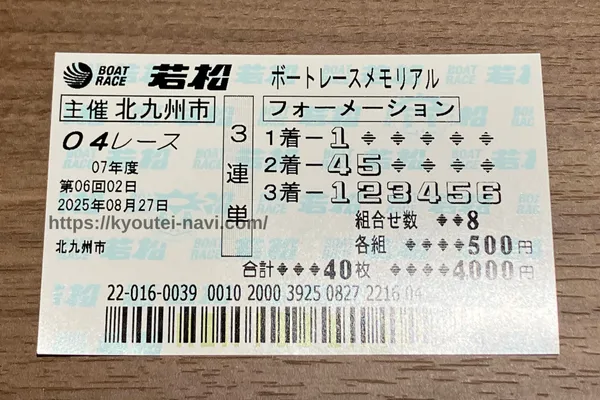 BOAT RACE 若松 ボートレースメモリアル
主催 北九州市
04レース
07年度
第06回02日
2025年08月27日
https://kyoutei-navi.com/
北九州市
3連単
フォーメーション
1着－1
2着－45
3着－123456
組合せ数 8
各組 500円
合計 40枚 4000円
22-016-0039 0010 2000 3925 0827 2216 04